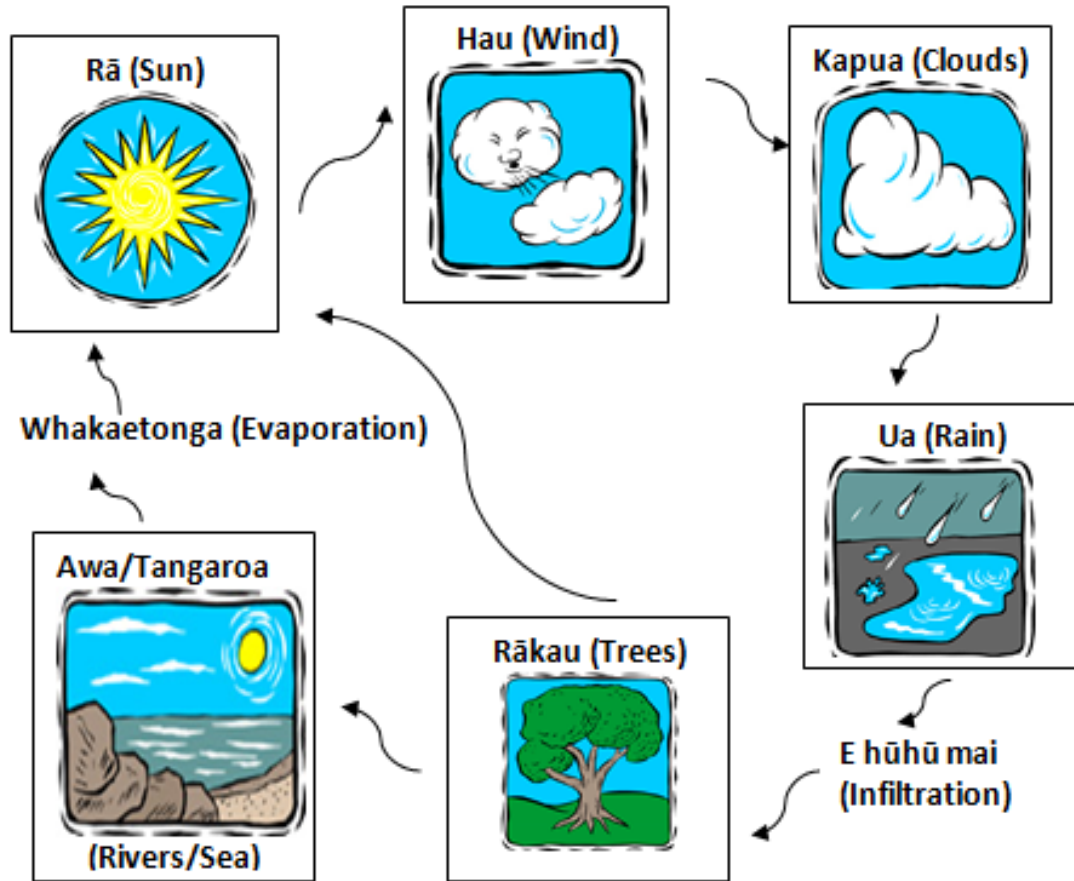 Rā (Sun)
Hau (Wind)
Kapua (Clouds)
Ua (Rain)
E hūhū mai
(Infiltration)
Rākau (Trees)
Awa/Tangaroa
(Rivers/Sea)
Whakaetonga (Evaporation)